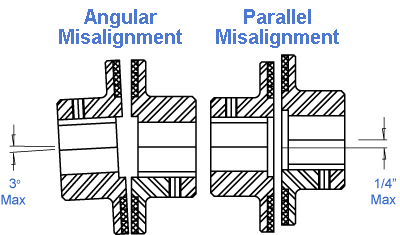 Angular
Misalignment
Parallel
Misalignment
3°
Max
1/4"
Max